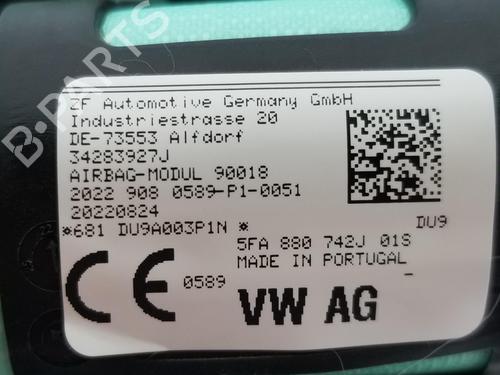 ZF Automotive Germany GmbH
Industriestrasse 20
DE-73553 Alfdorf
34283927J
AIRBAG-MODUL 90018
2022 908 0589-P1-0051
20220824
*681 DU9A003P1N *
DU9
5FA 880 742J 01S
MADE IN PORTUGAL
CE 0589
VW AG
B-PARTS